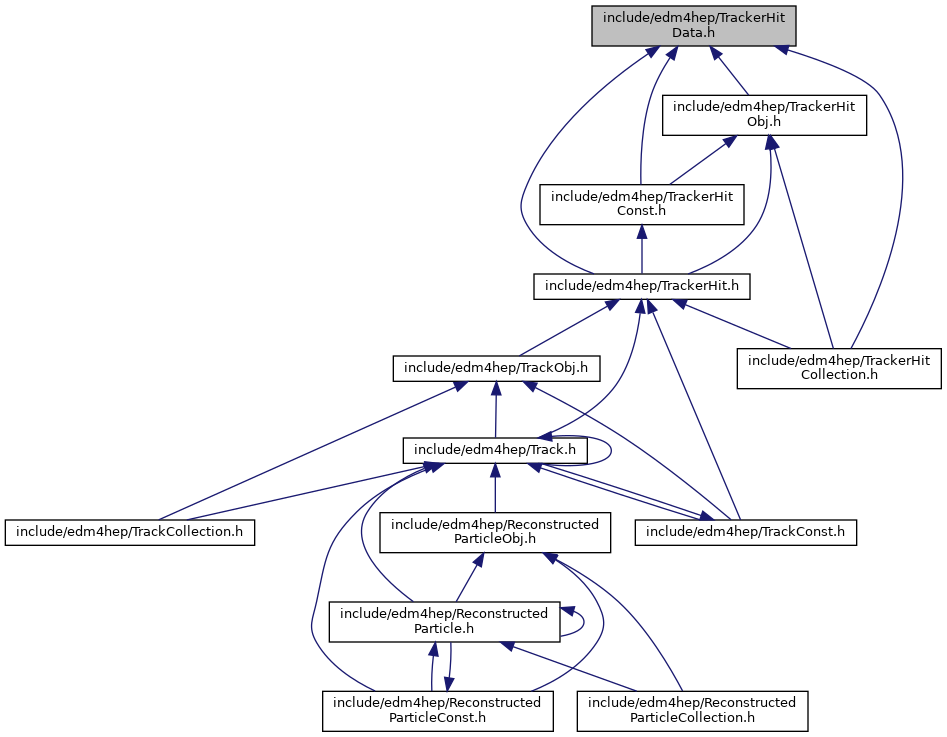 include/edm4hep/TrackerHit
Data.h
include/edm4hep/TrackerHit
Obj.h
include/edm4hep/TrackerHit
Const.h
include/edm4hep/TrackerHit.h
include/edm4hep/TrackObj.h
include/edm4hep/TrackerHit
Collection.h
include/edm4hep/Track.h
include/edm4hep/TrackCollection.h
include/edm4hep/Reconstructed
ParticleObj.h
include/edm4hep/TrackConst.h
include/edm4hep/Reconstructed
Particle.h
include/edm4hep/Reconstructed
ParticleConst.h
include/edm4hep/Reconstructed
ParticleCollection.h